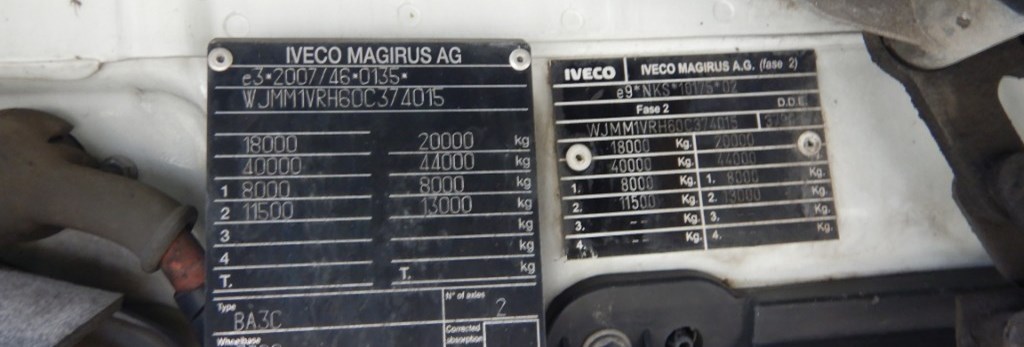 IVECO MAGIRUS AG
e3*2007/46*0135*
WJMM1VRH60C374015
18000 20000 kg
40000 44000 kg
1 8000 8000 kg
2 11500 13000 kg
3 kg
4 kg
T. T.
Type
BA3C
N° of axles
2
Wheelbase
Corrected
absorption
IVECO IVECO MAGIRUS A.G. (fase 2)
e9*NKS*
Fase 2 D.D.E.
WJMM1VRH60C374015
18000 Kg. 20000
40000 Kg. 44000 Kg.
1. 8000 Kg. 1. 8000 Kg.
2. 11500 Kg. 2. 13000 Kg.
3. -- Kg. 3. Kg.
4. -- Kg. 4. Kg.